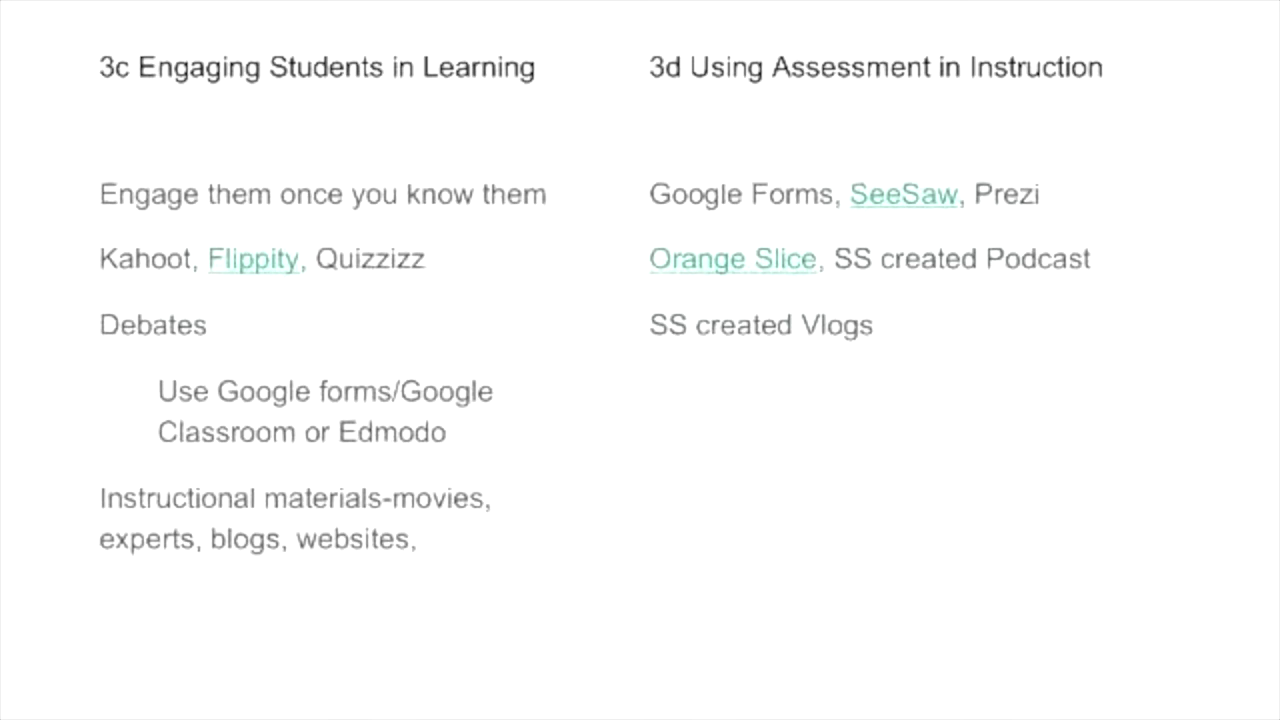 3c Engaging Students in Learning
Engage them once you know them
Kahoot, Flippity, Quizzizz
Debates
Use Google forms/Google
Classroom or Edmodo
Instructional materials-movies,
experts, blogs, websites,
3d Using Assessment in Instruction
Google Forms, SeeSaw, Prezi
Orange Slice, SS created Podcast
SS created Vlogs